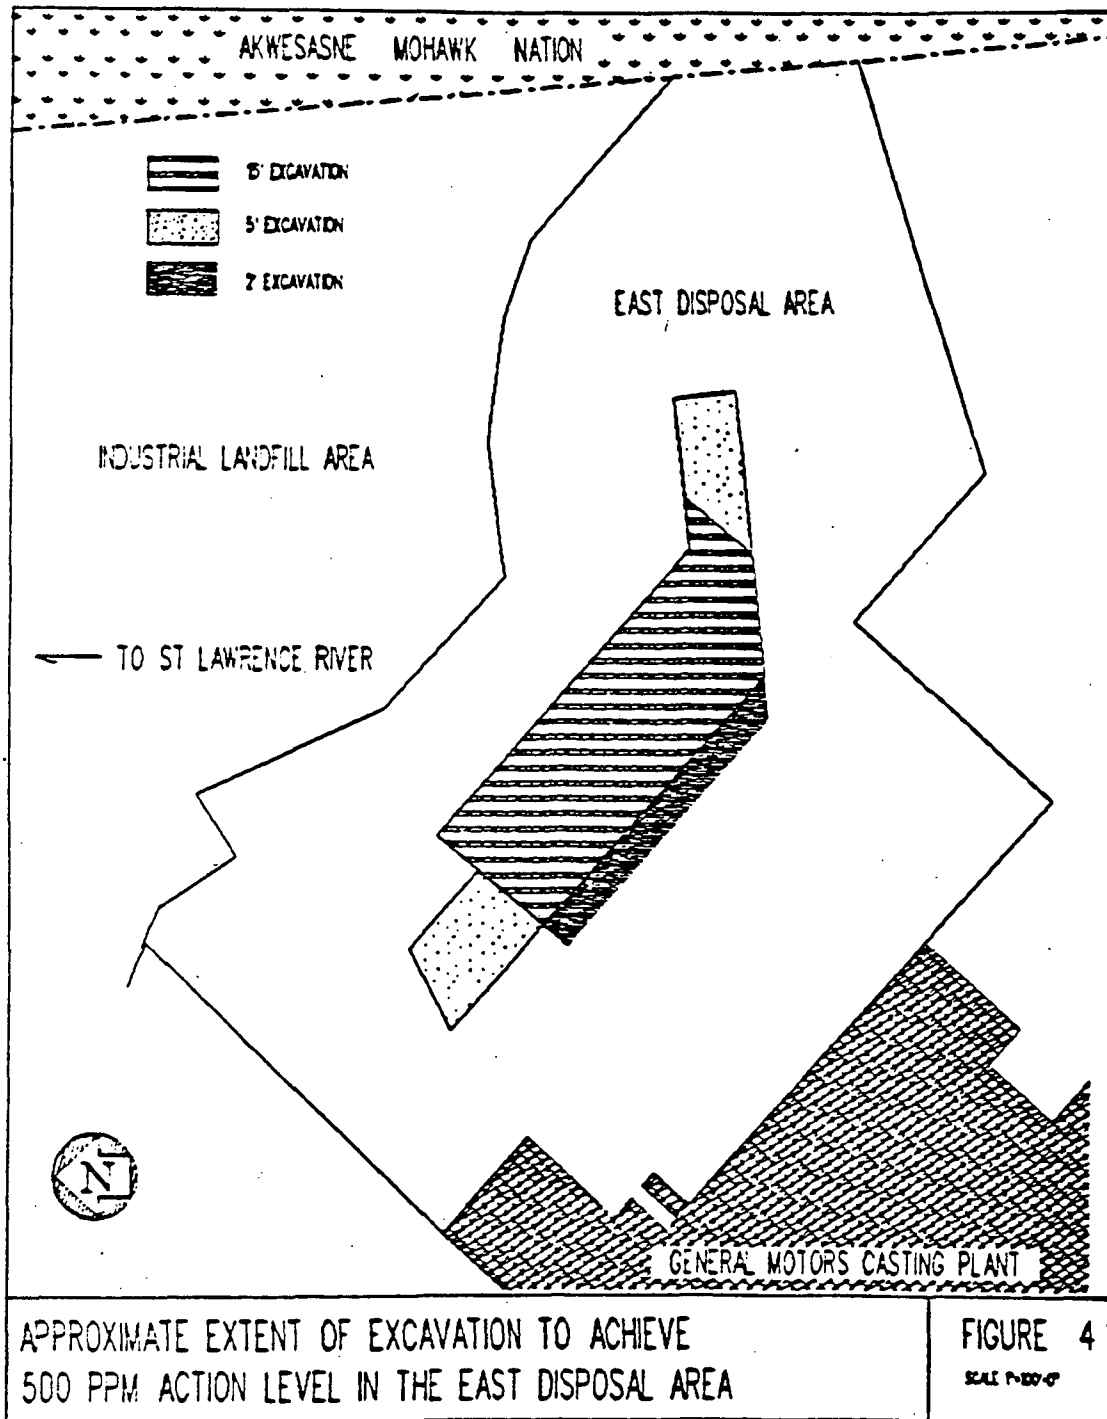 AKWESASNE MOHAWK NATION
15' EXCAVATION
5' EXCAVATION
2' EXCAVATION
EAST DISPOSAL AREA
INDUSTRIAL LANDFILL AREA
TO ST LAWRENCE RIVER
N
GENERAL MOTORS CASTING PLANT
APPROXIMATE EXTENT OF EXCAVATION TO ACHIEVE
500 PPM ACTION LEVEL IN THE EAST DISPOSAL AREA
FIGURE 4
SCALE